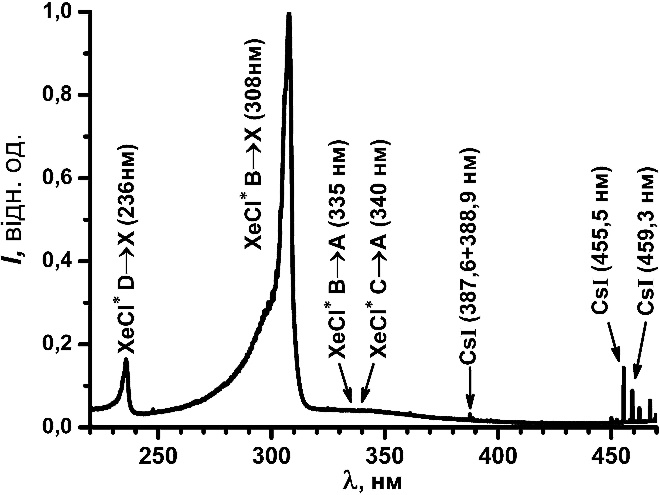 I, відн. од.
1,0
0,8
0,6
0,4
0,2
0,0
XeCl* D→X (236нм)
XeCl* B→X (308нм)
XeCl* B→A (335 нм)
XeCl* C→A (340 нм)
CsI (387,6+388,9 нм)
CsI (455,5 нм)
CsI (459,3 нм)
250
300
350
400
450
λ, нм